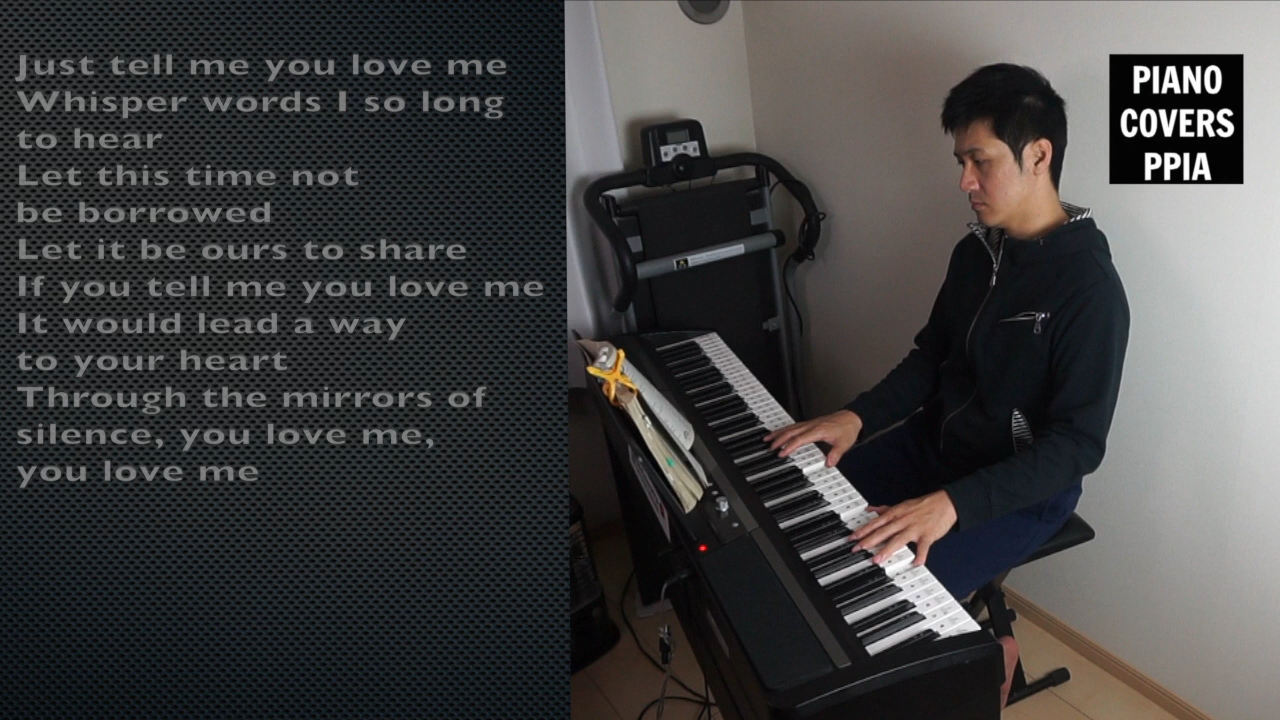 Just tell me you love me
Whisper words I so long
to hear
Let this time not
be borrowed
Let it be ours to share
If you tell me you love me
It would lead a way
to your heart
Through the mirrors of
silence, you love me,
you love me
PIANO
COVERS
PPIA